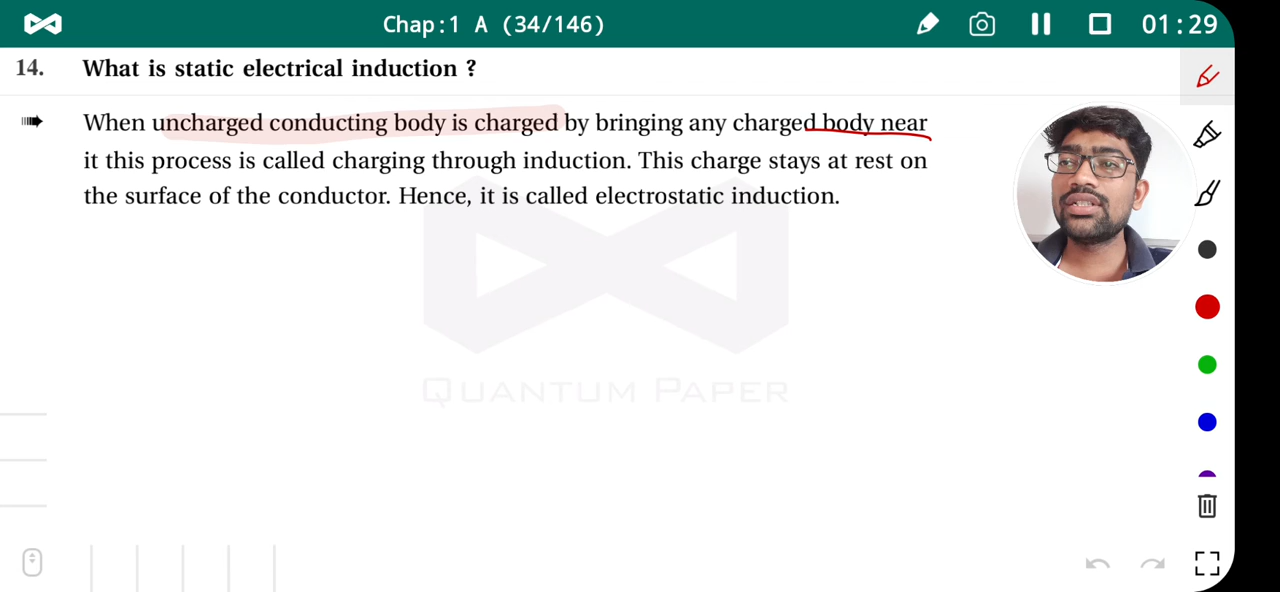 Chap:1 A (34/146)
01:29
14. What is static electrical induction ?
When uncharged conducting body is charged by bringing any charged body near
it this process is called charging through induction. This charge stays at rest on
the surface of the conductor. Hence, it is called electrostatic induction.
QUANTUM PAPER